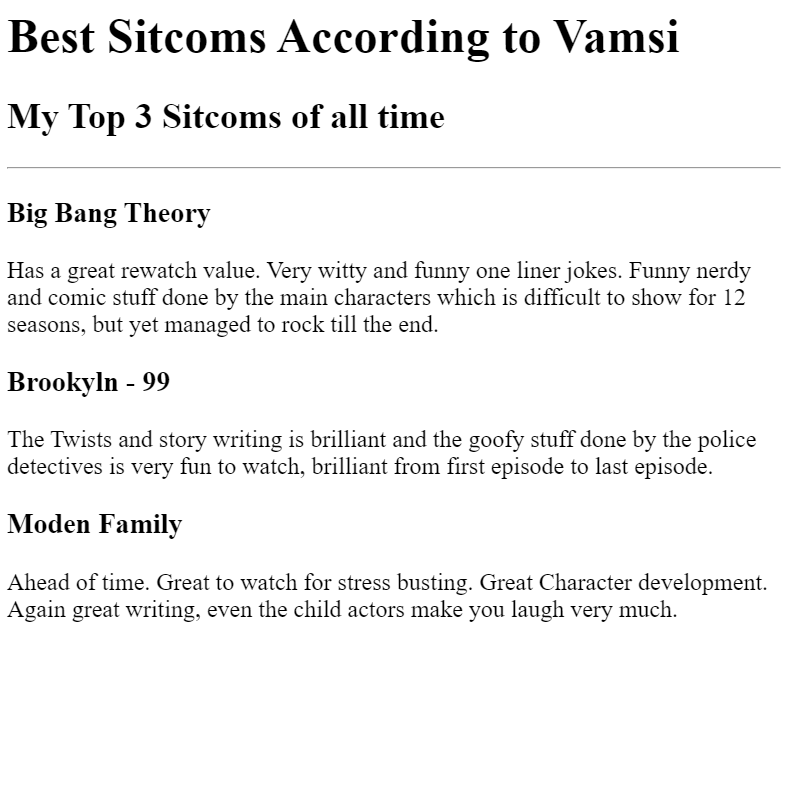 Best Sitcoms According to Vamsi
My Top 3 Sitcoms of all time
Big Bang Theory
Has a great rewatch value. Very witty and funny one liner jokes. Funny nerdy
and comic stuff done by the main characters which is difficult to show for 12
seasons, but yet managed to rock till the end.
Brookyln - 99
The Twists and story writing is brilliant and the goofy stuff done by the police
detectives is very fun to watch, brilliant from first episode to last episode.
Moden Family
Ahead of time. Great to watch for stress busting. Great Character development.
Again great writing, even the child actors make you laugh very much.